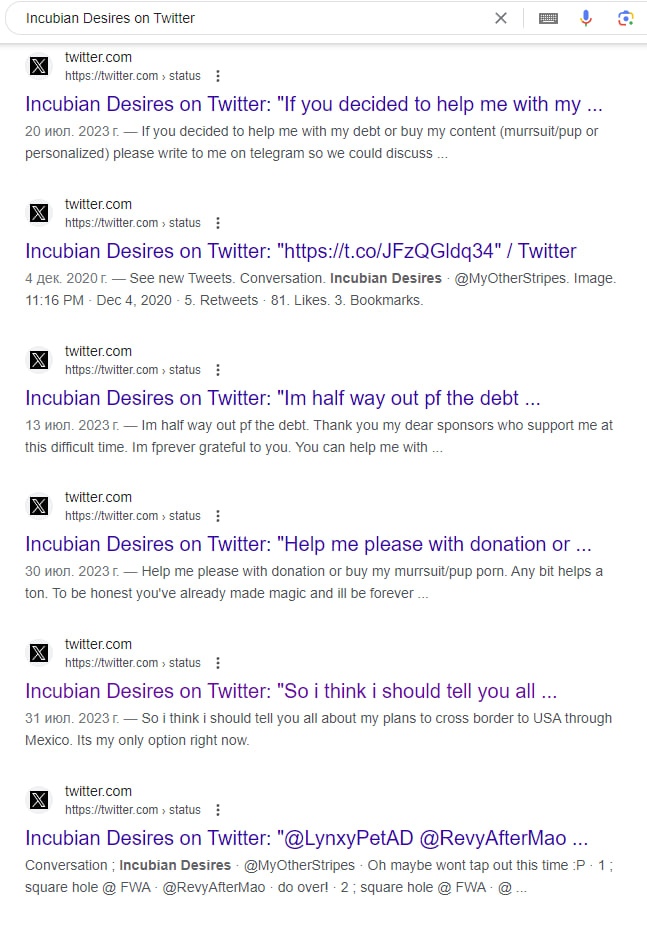 Incubian Desires on Twitter
twitter.com
https://twitter.com › status
Incubian Desires on Twitter: "If you decided to help me with my ...
20 июл. 2023 г. — If you decided to help me with my debt or buy my content (murrsuit/pup or
personalized) please write to me on telegram so we could discuss ...
twitter.com
https://twitter.com › status
Incubian Desires on Twitter: "https://t.co/JFzQGldq34" / Twitter
4 дек. 2020 г. — See new Tweets. Conversation. Incubian Desires · @MyOtherStripes. Image.
11:16 PM · Dec 4, 2020 · 5. Retweets · 81. Likes. 3. Bookmarks.
twitter.com
https://twitter.com › status
Incubian Desires on Twitter: "Im half way out pf the debt ...
13 июл. 2023 г. — Im half way out pf the debt. Thank you my dear sponsors who support me at
this difficult time. Im fprever grateful to you. You can help me with ...
twitter.com
https://twitter.com › status
Incubian Desires on Twitter: "Help me please with donation or ...
30 июл. 2023 г. — Help me please with donation or buy my murrsuit/pup porn. Any bit helps a
ton. To be honest you've already made magic and ill be forever ...
twitter.com
https://twitter.com › status
Incubian Desires on Twitter: "So i think i should tell you all ...
31 июл. 2023 г. — So i think i should tell you all about my plans to cross border to USA through
Mexico. Its my only option right now.
twitter.com
https://twitter.com › status
Incubian Desires on Twitter: "@LynxyPetAD @RevyAfterMao ...
Conversation ; Incubian Desires · @MyOtherStripes · Oh maybe wont tap out this time :P · 1 ;
square hole @ FWA · @RevyAfterMao · do over! · 2 ; square hole @ FWA · @ ...